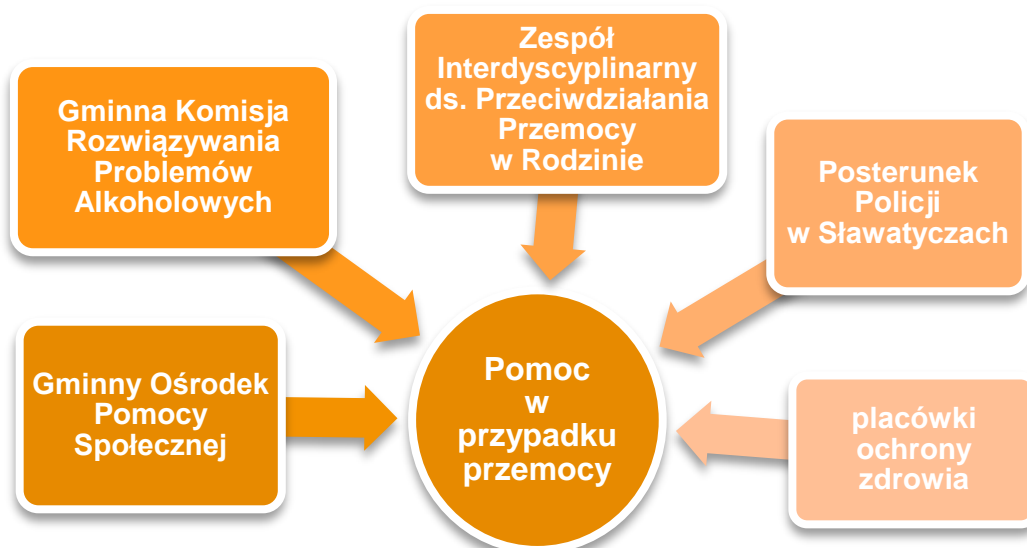 Zespół
Interdyscyplinarny
ds. Przeciwdziałania
Przemocy
w Rodzinie
Gminna Komisja
Rozwiązywania
Problemów
Alkoholowych
Posterunek
Policji
w Sławatyczach
Gminny Ośrodek
Pomocy
Społecznej
Pomoc
w
przypadku
przemocy
placówki
ochrony
zdrowia